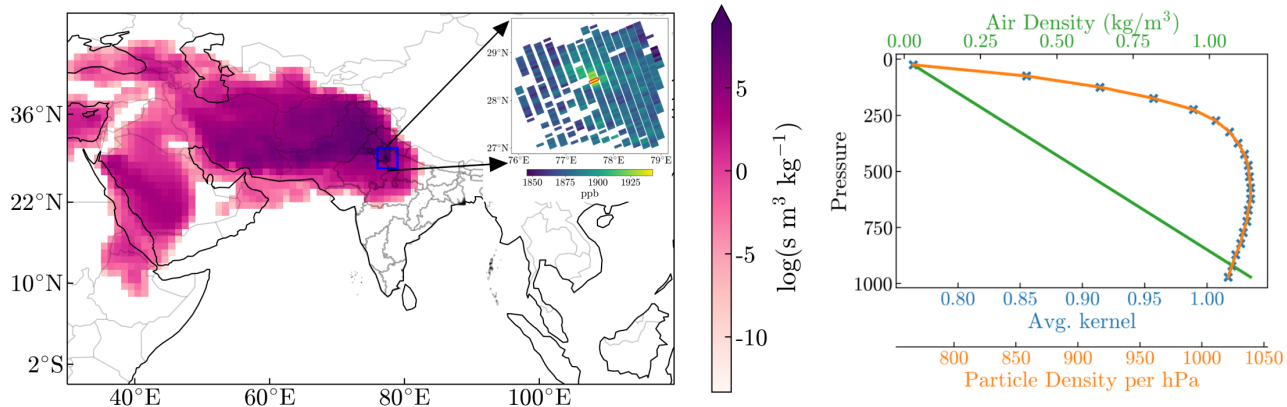 36°N
22°N
10°N
2°S
40°E
60°E
80°E
100°E
29°N
28°N
27°N
76°E
77°E
78°E
79°E
1850
1875
1900
1925
ppb
5
0
-5
-10
log(s m³ kg⁻¹)
Air Density (kg/m³)
0.00
0.25
0.50
0.75
1.00
Pressure
0
250
500
750
1000
0.80
0.85
0.90
0.95
1.00
Avg. kernel
800
850
900
950
1000
1050
Particle Density per hPa